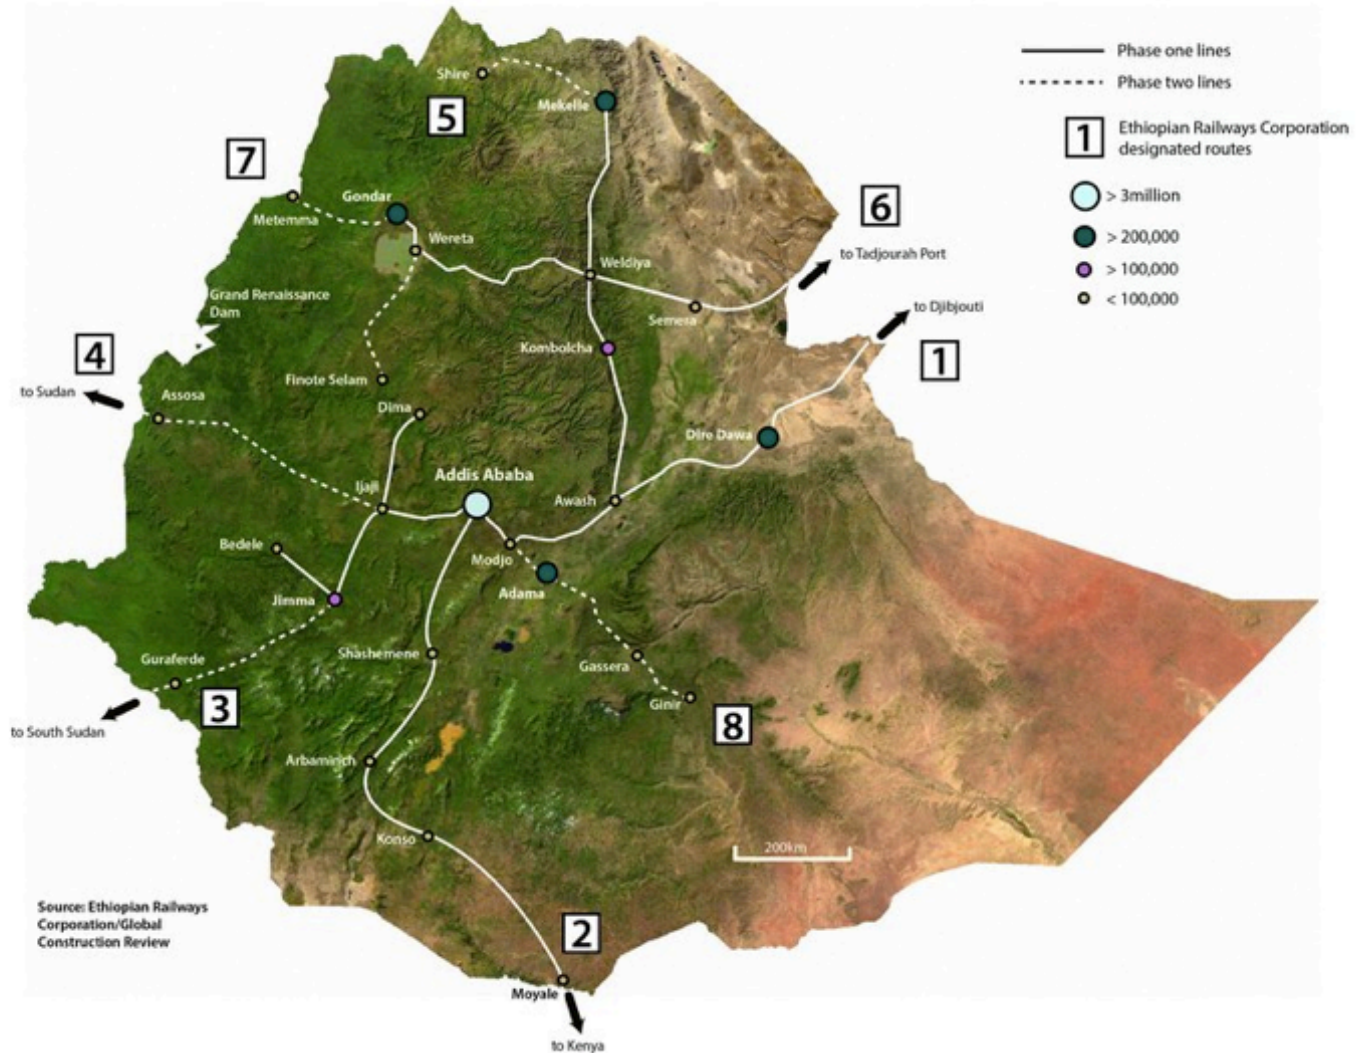 Phase one lines
Phase two lines
1
Ethiopian Railways Corporation
designated routes
> 3million
> 200,000
> 100,000
< 100,000
Shire
5
Mekelle
7
Metemma
Gondar
Wereta
6
to Tadjourah Port
Weldiya
Semera
to Djibjouti
1
Grand Renaissance
Dam
Kombolcha
4
to Sudan
Assosa
Finote Selam
Dima
Dire Dawa
Addis Ababa
Ijaji
Awash
Bedele
Modjo
Jimma
Adama
Guraferde
3
to South Sudan
Shashemene
Gassera
Ginir
8
Arbaminch
Konso
200km
Source: Ethiopian Railways
Corporation/Global
Construction Review
2
Moyale
to Kenya